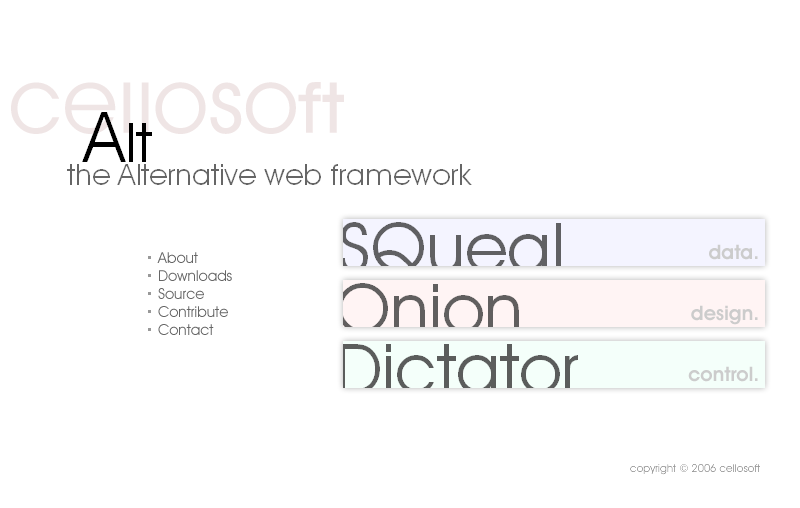 cellosoft
Alt
the Alternative web framework
About
Downloads
Source
Contribute
Contact
SQueal
data.
Onion
design.
Dictator
control.
copyright © 2006 cellosoft